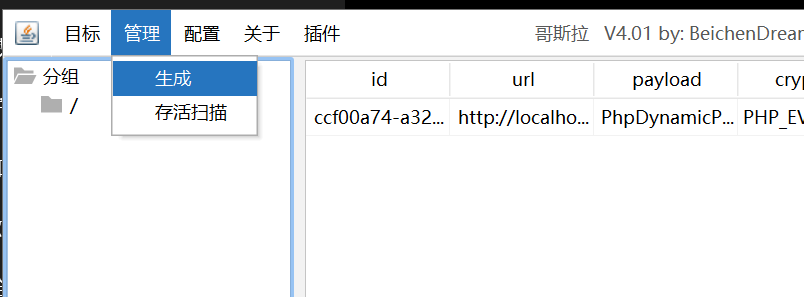 目标 管理 配置 关于 插件 哥斯拉 V4.01 by: BeichenDrean
分组 生成 id url payload cryp
/ 存活扫描 ccf00a74-a32... http://localho... PhpDynamicP... PHP_EV